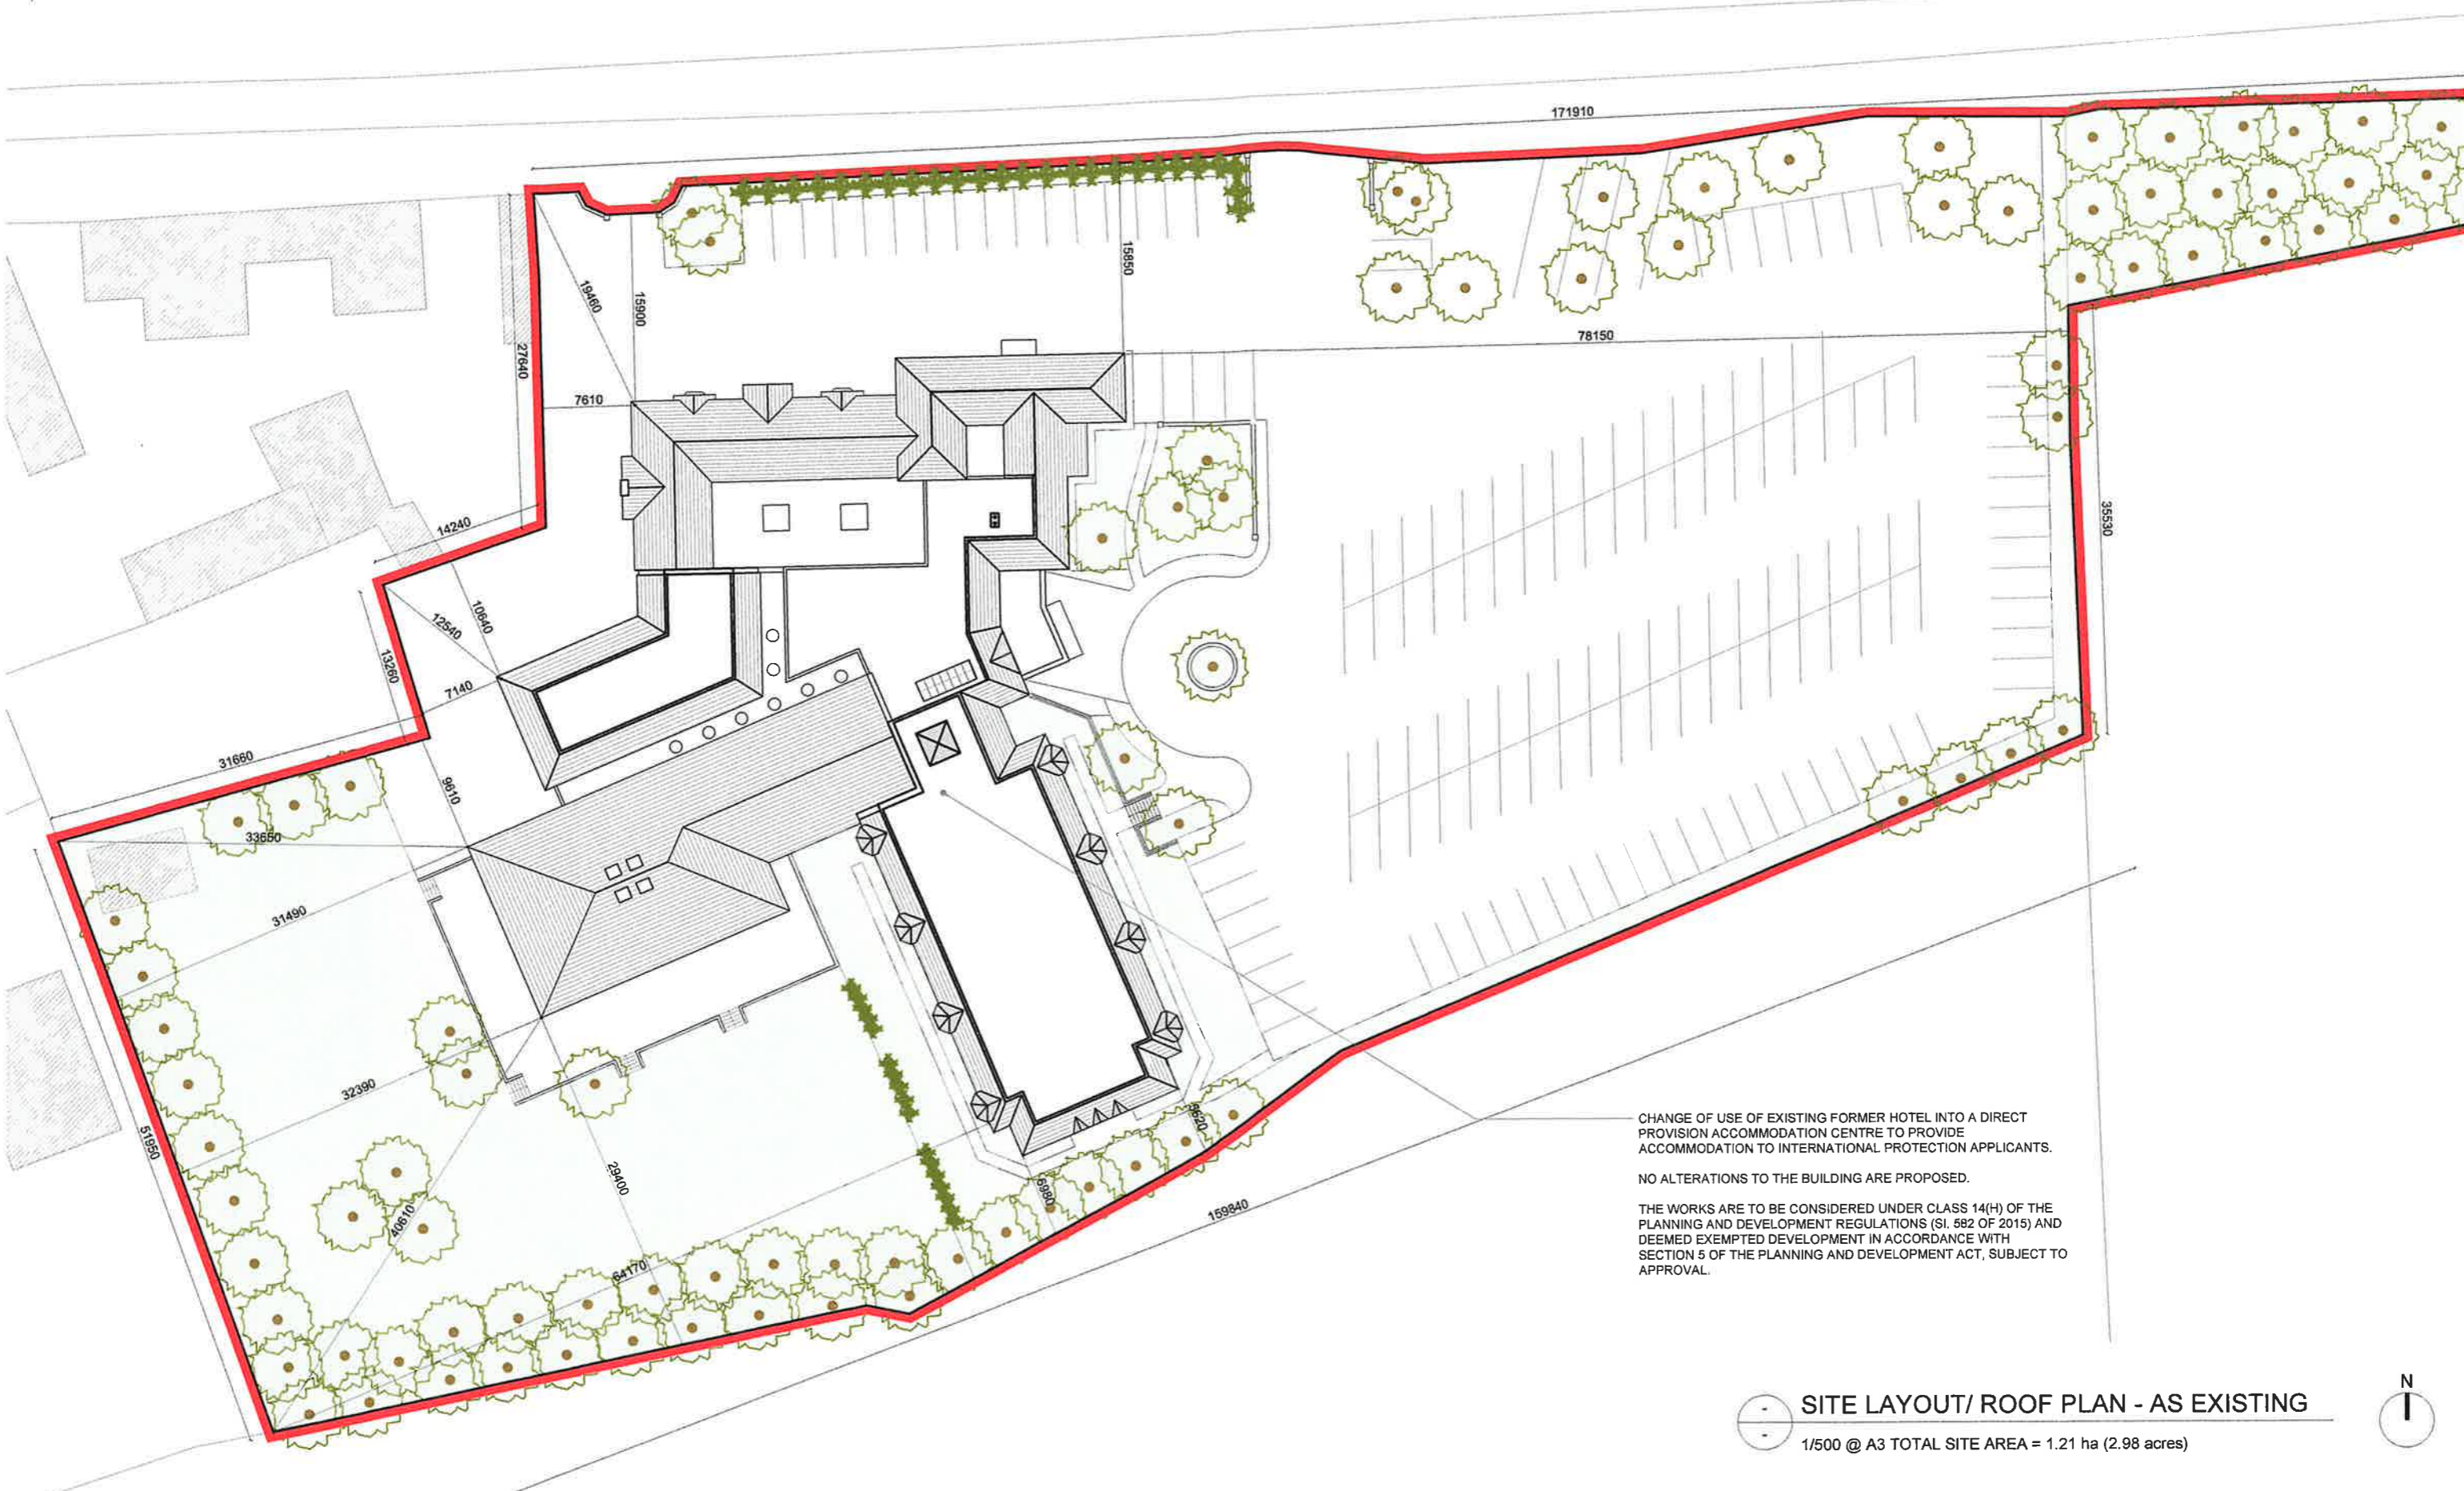 171910
15850
19460
15900
27640
78150
7610
35530
14240
10640
12540
13260
7140
31660
9610
33650
31490
32390
51950
29400
6980
40610
64170
159840
CHANGE OF USE OF EXISTING FORMER HOTEL INTO A DIRECT
PROVISION ACCOMMODATION CENTRE TO PROVIDE
ACCOMMODATION TO INTERNATIONAL PROTECTION APPLICANTS.
NO ALTERATIONS TO THE BUILDING ARE PROPOSED.
THE WORKS ARE TO BE CONSIDERED UNDER CLASS 14(H) OF THE
PLANNING AND DEVELOPMENT REGULATIONS (SI. 582 OF 2015) AND
DEEMED EXEMPTED DEVELOPMENT IN ACCORDANCE WITH
SECTION 5 OF THE PLANNING AND DEVELOPMENT ACT, SUBJECT TO
APPROVAL.
N
SITE LAYOUT/ ROOF PLAN - AS EXISTING
1/500 @ A3 TOTAL SITE AREA = 1.21 ha (2.98 acres)